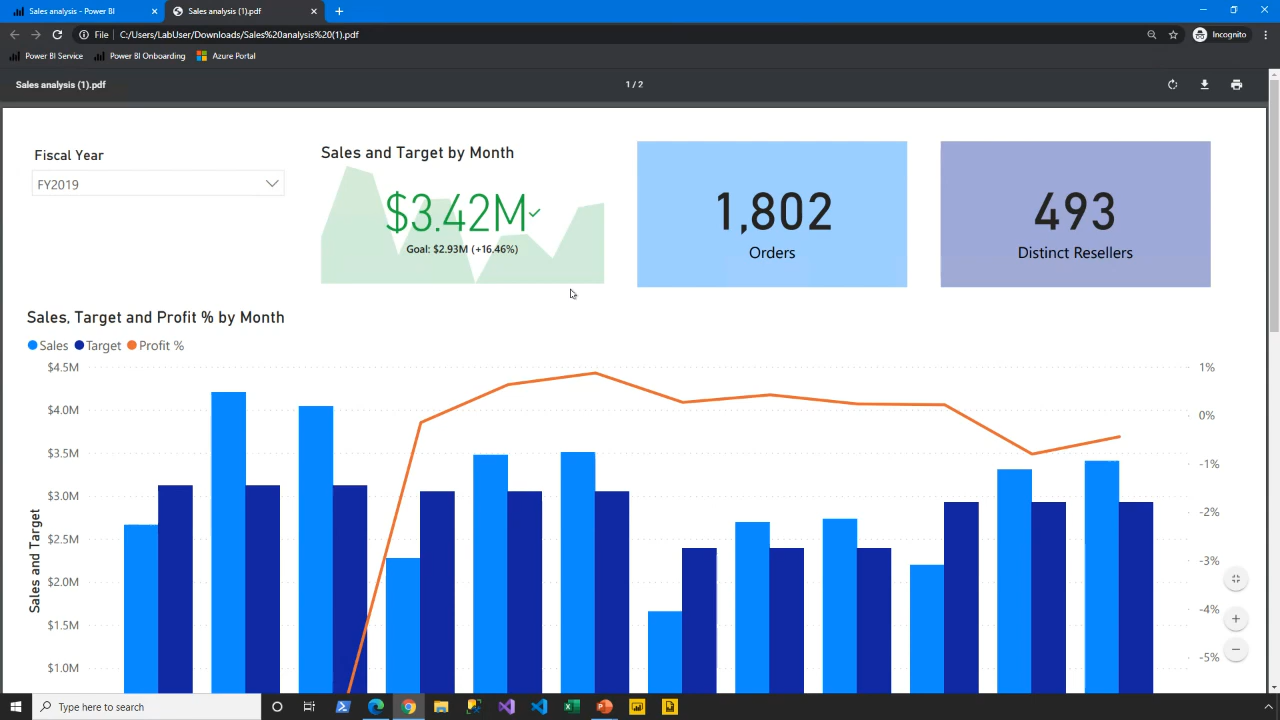 Sales analysis - Power BI
Sales analysis (1).pdf
File
C:/Users/LabUser/Downloads/Sales%20analysis%20(1).pdf
Incognito
Power BI Service
Power BI Onboarding
Azure Portal
Sales analysis (1).pdf
1 / 2
Fiscal Year
FY2019
Sales and Target by Month
$3.42M
Goal: $2.93M (+16.46%)
1,802
Orders
493
Distinct Resellers
Sales, Target and Profit % by Month
Sales Target Profit %
$4.5M
$4.0M
$3.5M
$3.0M
$2.5M
$2.0M
$1.5M
$1.0M
Sales and Target
1%
0%
-1%
-2%
-3%
-4%
-5%
Type here to search